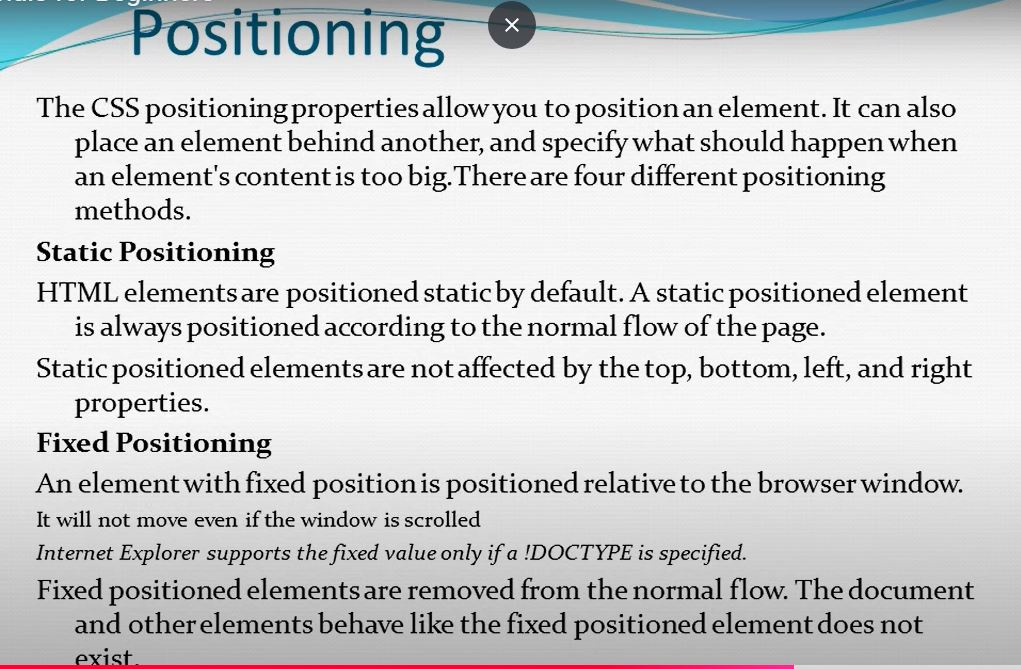 Positioning
The CSS positioning properties allow you to position an element. It can also
place an element behind another, and specify what should happen when
an element's content is too big.There are four different positioning
methods.
Static Positioning
HTML elements are positioned static by default. A static positioned element
is always positioned according to the normal flow of the page.
Static positioned elements are not affected by the top, bottom, left, and right
properties.
Fixed Positioning
An element with fixed position is positioned relative to the browser window.
It will not move even if the window is scrolled
Internet Explorer supports the fixed value only if a !DOCTYPE is specified.
Fixed positioned elements are removed from the normal flow. The document
and other elements behave like the fixed positioned element does not
exist.